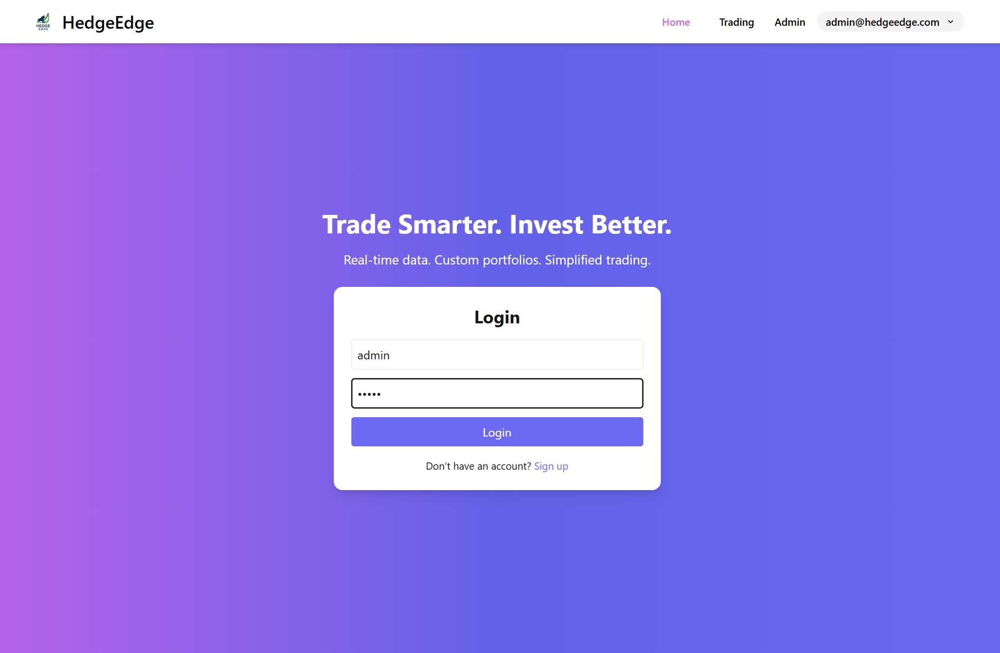 HEDGE
EDGE
HedgeEdge
Home
Trading
Admin
admin@hedgeedge.com
Trade Smarter. Invest Better.
Real-time data. Custom portfolios. Simplified trading.
Login
admin
•••••
Login
Don’t have an account? Sign up